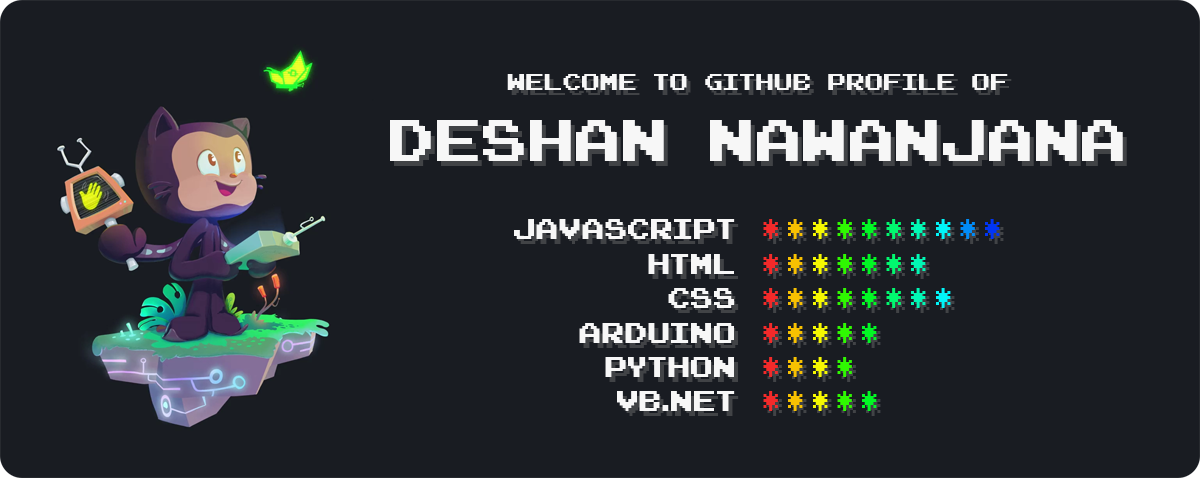 WELCOME TO GITHUB PROFILE OF
DESHAN NAWANJANA
JAVASCRIPT **********
HTML *******
CSS ********
ARDUINO *****
PYTHON ****
VB.NET *****